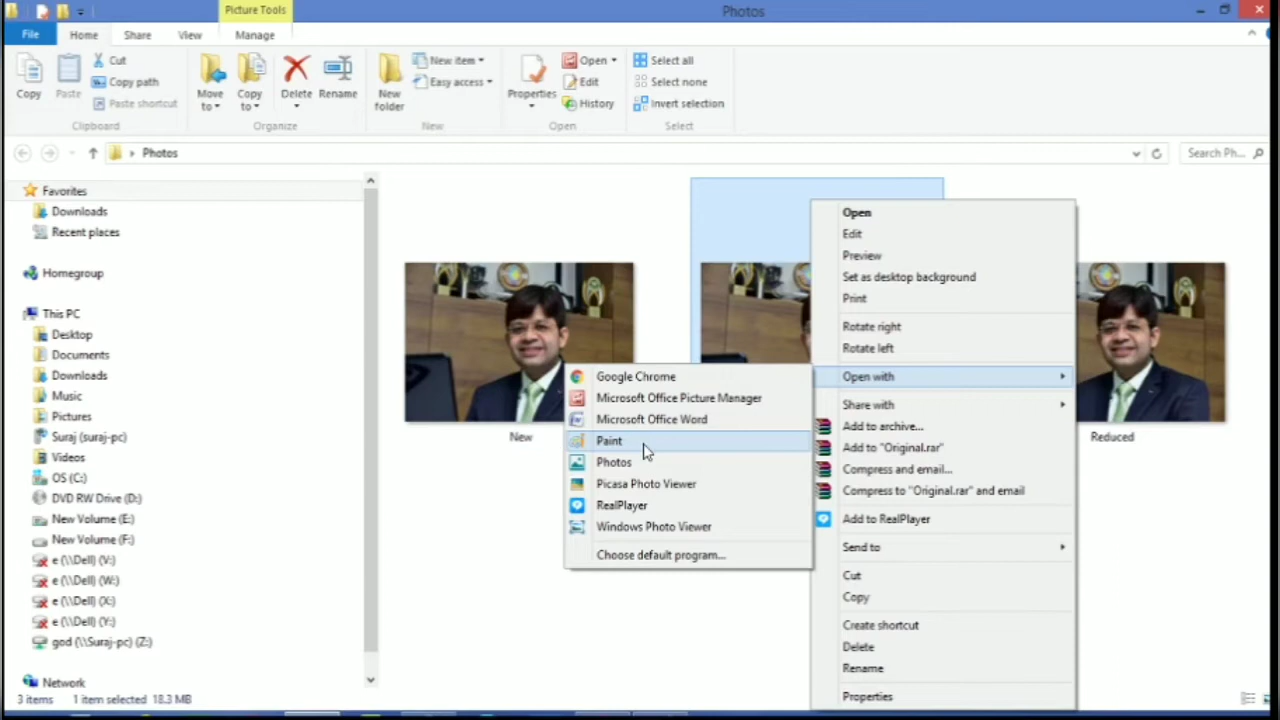 Picture Tools
Photos
File
Home
Share
View
Manage
Copy
Paste
Cut
Copy path
Paste shortcut
Clipboard
Move to
Copy to
Delete
Rename
Organize
New folder
New item
Easy access
New
Properties
Open
Edit
History
Open
Select all
Select none
Invert selection
Select
Photos
Search Ph...
Favorites
Downloads
Recent places
Homegroup
This PC
Desktop
Documents
Downloads
Music
Pictures
Suraj (suraj-pc)
Videos
OS (C:)
DVD RW Drive (D:)
New Volume (E:)
New Volume (F:)
e (\\Dell) (V:)
e (\\Dell) (W:)
e (\\Dell) (X:)
e (\\Dell) (Y:)
god (\\Suraj-pc) (Z:)
Network
3 items
1 item selected 18.3 MB
New
Reduced
Google Chrome
Microsoft Office Picture Manager
Microsoft Office Word
Paint
Photos
Picasa Photo Viewer
RealPlayer
Windows Photo Viewer
Choose default program...
Open
Edit
Preview
Set as desktop background
Print
Rotate right
Rotate left
Open with
Share with
Add to archive...
Add to "Original.rar"
Compress and email...
Compress to "Original.rar" and email
Add to RealPlayer
Send to
Cut
Copy
Create shortcut
Delete
Rename
Properties